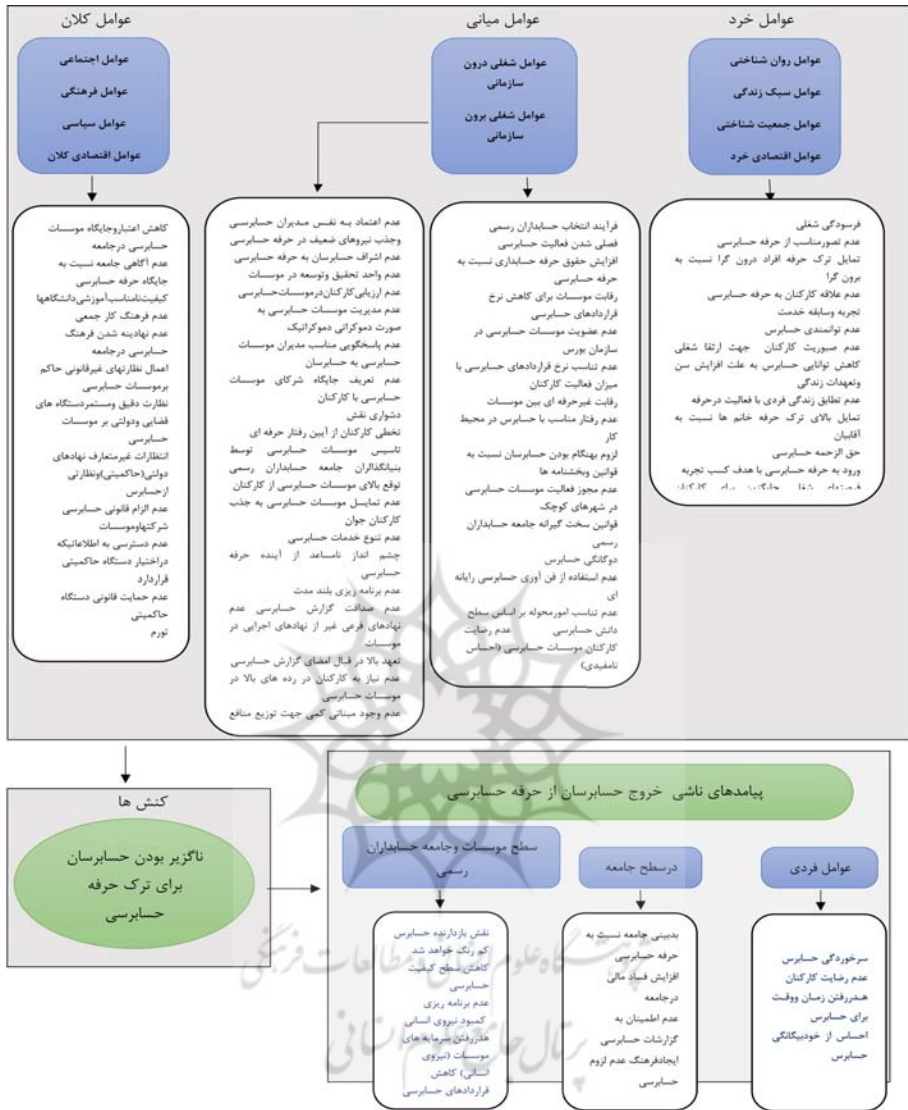 عوامل خرد
عوامل روان شناختی
عوامل سبک زندگی
عوامل جمعیت شناختی
عوامل اقتصادی خرد
فرسودگی شغلی
عدم تصورمناسب از حرفه حسابرسی
تمایل ترک حرفه افراد درون گرا نسبت به
برون گرا
عدم علاقه کارکنان به حرفه حسابرسی
تجربه وسابقه خدمت
عدم توانمندی حسابرس
عدم صبوریت کارکنان جهت ارتقا شغلی
کاهش توانایی حسابرس به علت افزایش سن
وتعهدات زندگی
عدم تطابق زندگی فردی با فعالیت درحرفه
تمایل بالای ترک حرفه خانم ها نسبت به
آقابیان
حق الزحمه حسابرسی
ورود به حرفه حسابرسی با هدف کسب تجربه
فرصتهای شغلی جایگزین برای کارکنان
عوامل میانی
عوامل شغلی درون
سازمانی
عوامل شغلی برون
سازمانی
فرآیند انتخاب حسابداران رسمی
فصلی شدن فعالیت حسابرسی
افزایش حقوق حرفه حسابداری نسبت به
حرفه حسابرسی
رقابت موسسات برای کاهش نرخ
قراردادهای حسابرسی
عدم عضویت موسسات حسابرسی در
سازمان بورس
عدم تناسب نرخ قراردادهای حسابرسی با
میزان فعالیت کارکنان
رقابت غیرحرفه ای بین موسسات
عدم رفتار مناسب با حسابرس در محیط
کار
لزوم بهنگام بودن حسابرسان نسبت به
قوانین وبخشنامه ها
عدم مجوز فعالیت موسسات حسابرسی
در شهرهای کوچک
قوانین سخت گیرانه جامعه حسابداران
رسمی
دوگانگی حسابرس
عدم استفاده از فن آوری حسابرسی رایانه
ای
عدم تناسب امورمحوله بر اساس سطح
دانش حسابرسی عدم رضایت
کارکنان موسسات حسابرسی (احساس
نامفیدی)
عدم اعتماد به نفس مدیران حسابرسی
وجذب نیروهای ضعیف در حرفه حسابرسی
عدم اشراف حسابرسان به حرفه حسابرسی
عدم واحد تحقیق وتوسعه در موسسات
عدم ارزیابی کارکنان درموسسات حسابرسی
عدم مدیریت موسسات حسابرسی به
صورت دموکراتی دموکراتیک
عدم پاسخگویی مناسب مدیران موسسات
حسابرسی به حسابرسان
عدم تعریف جایگاه شرکای موسسات
حسابرسی با کارکنان
دشواری نقش
تخطی کارکنان از آیین رفتار حرفه ای
تاسیس موسسات حسابرسی توسط
بنیانگذاران جامعه حسابداران رسمی
توقع بالای موسسات حسابرسی از کارکنان
عدم تمایل موسسات حسابرسی به جذب
کارکنان جوان
عدم تنوع خدمات حسابرسی
چشم انداز نامساعد از آینده حرفه
حسابرسی
عدم برنامه ریزی بلند مدت
عدم صداقت گزارش حسابرسی عدم
نهادهای فرعی غیر از نهادهای اجرایی در
موسسات
تعهد بالا در قبال امضای گزارش حسابرسی
عدم نیاز به کارکنان در رده های بالا در
موسسات حسابرسی
عدم وجود مبنائی کمی جهت توزیع منافع
عوامل کلان
عوامل اجتماعی
عوامل فرهنگی
عوامل سیاسی
عوامل اقتصادی کلان
کاهش اعتباروجایگاه موسسات
حسابرسی درجامعه
عدم آگاهی جامعه نسبت به
جایگاه حرفه حسابرسی
کیفیت نامناسب آموزشی دانشگاهها
عدم فرهنگ کار جمعی
عدم نهادینه شدن فرهنگ
حسابرسی درجامعه
اعمال نظارتهای غیرقانونی حاکم
برموسسات حسابرسی
نظارت دقیق ومستمردستگاه های
قضایی ودولتی بر موسسات
حسابرسی
انتظارات غیرمتعارف نهادهای
دولتی(حاکمیتی)ونظارتی
ازحسابرس
عدم الزام قانونی حسابرسی
شرکتهاوموسسات
عدم دسترسی به اطلاعاتیکه
دراختیار دستگاه حاکمیتی
قراردارد
عدم حمایت قانونی دستگاه
حاکمیتی
تورم
کنش ها
ناگزیر بودن حسابرسان
برای ترک حرفه
حسابرسی
پیامدهای ناشی خروج حسابرسان از حرفه حسابرسی
عوامل فردی
سرخوردگی حسابرس
عدم رضایت کارکنان
هدررفتن زمان ووقت
برای حسابرس
احساس از خودبیگانگی
حسابرس
درسطح جامعه
بدبینی جامعه نسبت به
حرفه حسابرسی
افزایش فساد مالی
درجامعه
عدم اطمینان به
گزارشات حسابرسی
ایجادفرهنگ عدم لزوم
حسابرسی
سطح موسسات وجامعه حسابداران
رسمی
نقش بازدارنده حسابرس
کم رنگ خواهد شد
کاهش سطح کیفیت
حسابرسی
عدم برنامه ریزی
کمبود نیروی انسانی
هدررفتن سرمایه های
موسسات (نیروی
انسانی) کاهش
قراردادهای حسابرسی
پژوهشگاه علوم انسانی و مطالعات فرهنگی
پرتال جامع علوم انسانی